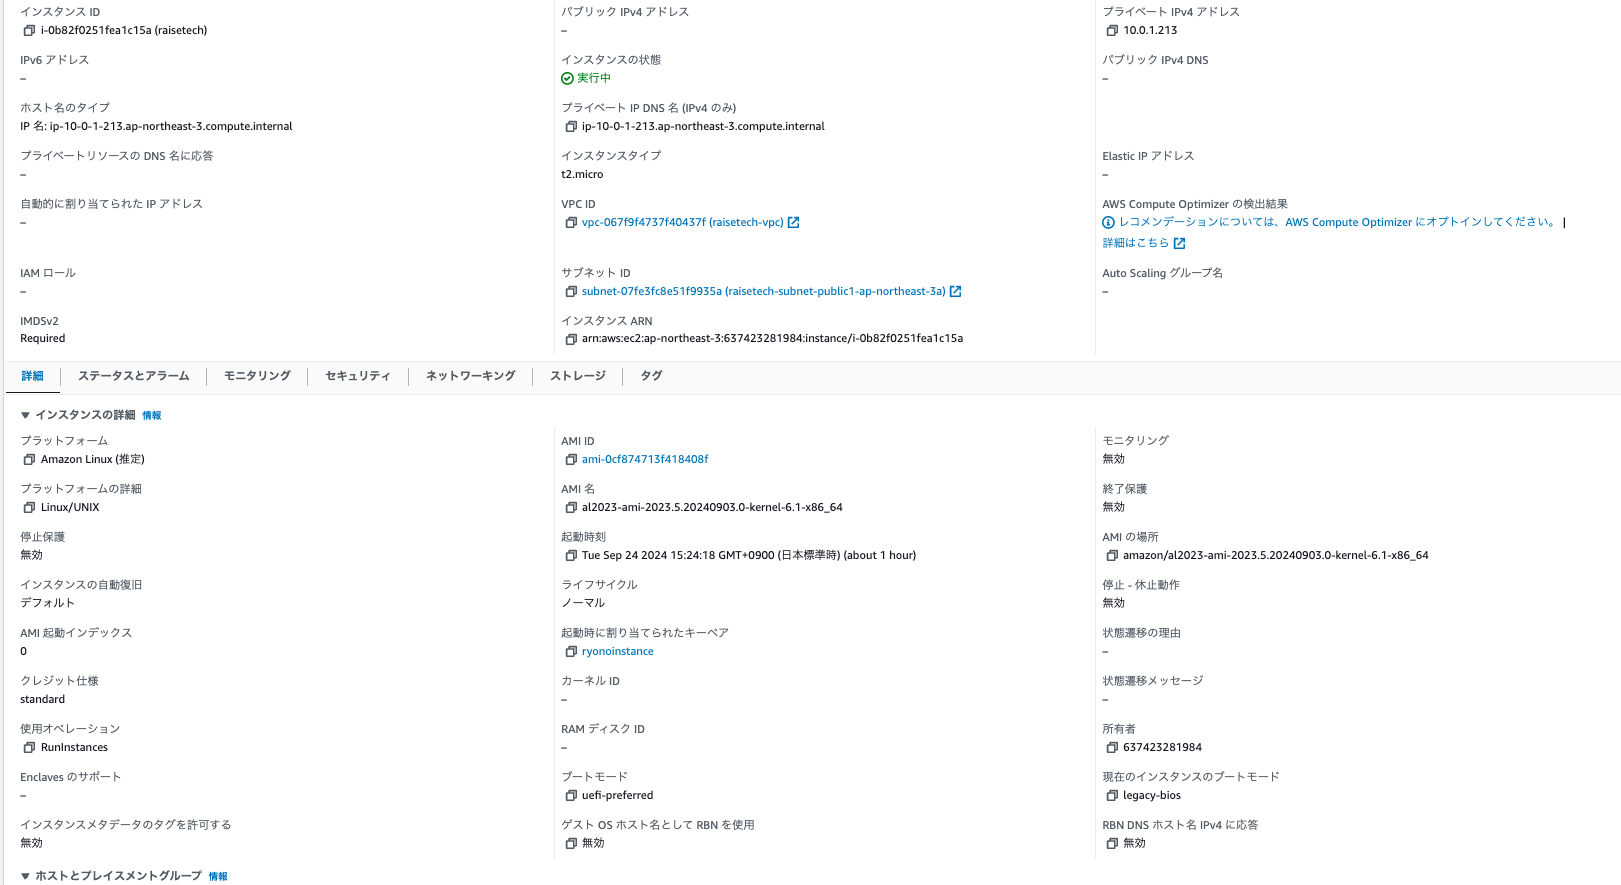 インスタンス ID
i-0b82f0251fea1c15a (raisetech)
パブリック IPv4 アドレス
–
プライベート IPv4 アドレス
10.0.1.213
IPv6 アドレス
–
インスタンスの状態
実行中
パブリック IPv4 DNS
–
ホスト名のタイプ
IP 名: ip-10-0-1-213.ap-northeast-3.compute.internal
プライベート IP DNS 名 (IPv4 のみ)
ip-10-0-1-213.ap-northeast-3.compute.internal
プライベートリソースの DNS 名に応答
–
インスタンスタイプ
t2.micro
Elastic IP アドレス
–
自動的に割り当てられた IP アドレス
–
VPC ID
vpc-067f9f4737f40437f (raisetech-vpc)
AWS Compute Optimizer の検出結果
レコメンデーションについては、AWS Compute Optimizer にオプトインしてください。 |
詳細はこちら
IAM ロール
–
サブネット ID
subnet-07fe3fc8e51f9935a (raisetech-subnet-public1-ap-northeast-3a)
Auto Scaling グループ名
–
IMDSv2
Required
インスタンス ARN
arn:aws:ec2:ap-northeast-3:637423281984:instance/i-0b82f0251fea1c15a
詳細 ステータスとアラーム モニタリング セキュリティ ネットワーキング ストレージ タグ
▼ インスタンスの詳細 情報
プラットフォーム
Amazon Linux (推定)
AMI ID
ami-0cf874713f418408f
モニタリング
無効
プラットフォームの詳細
Linux/UNIX
AMI 名
al2023-ami-2023.5.20240903.0-kernel-6.1-x86_64
終了保護
無効
停止保護
無効
起動時刻
Tue Sep 24 2024 15:24:18 GMT+0900 (日本標準時) (about 1 hour)
AMI の場所
amazon/al2023-ami-2023.5.20240903.0-kernel-6.1-x86_64
インスタンスの自動復旧
デフォルト
ライフサイクル
ノーマル
停止 - 休止動作
無効
AMI 起動インデックス
0
起動時に割り当てられたキーペア
ryonoinstance
状態遷移の理由
–
クレジット仕様
standard
カーネル ID
–
状態遷移メッセージ
–
使用オペレーション
RunInstances
RAM ディスク ID
–
所有者
637423281984
Enclaves のサポート
–
ブートモード
uefi-preferred
現在のインスタンスのブートモード
legacy-bios
インスタンスメタデータのタグを許可する
無効
ゲスト OS ホスト名として RBN を使用
無効
RBN DNS ホスト名 IPv4 に応答
無効
▼ ホストとプレイスメントグループ 情報